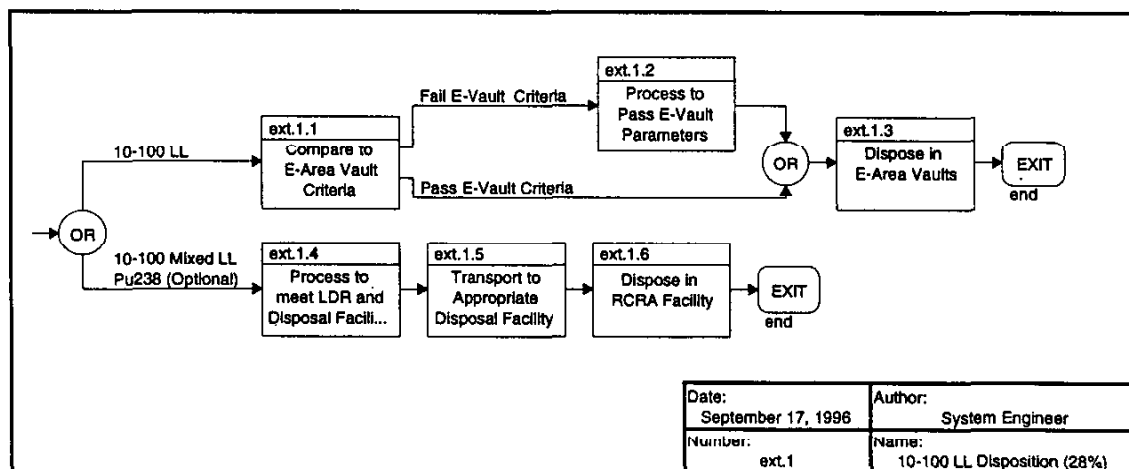 ext.1.2
Process to
Pass E-Vault
Parameters
Fail E-Vault Criteria
ext.1.1
Compare to
E-Area Vault
Criteria
10-100 LL
Pass E-Vault Criteria
OR
ext.1.3
Dispose in
E-Area Vaults
EXIT
end
OR
10-100 Mixed LL
Pu238 (Optional)
ext.1.4
Process to
meet LDR and
Disposal Facili...
ext.1.5
Transport to
Appropriate
Disposal Facility
ext.1.6
Dispose in
RCRA Facility
EXIT
end
Date:
September 17, 1996
Author:
System Engineer
Number:
ext.1
Name:
10-100 LL Disposition (28%)